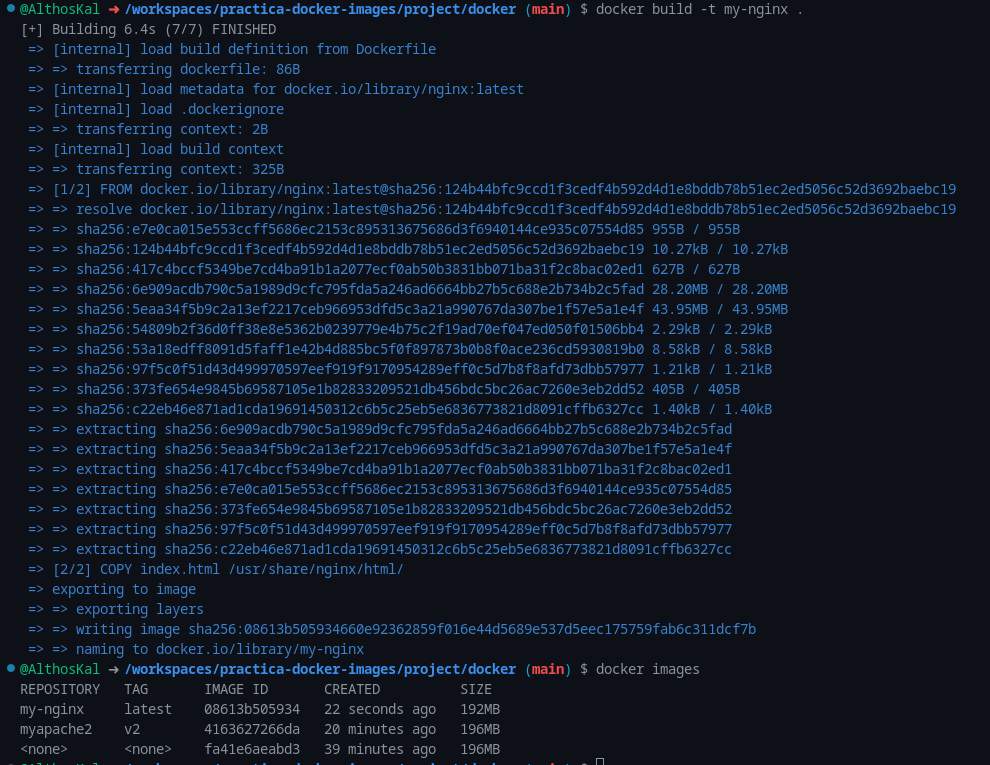 @AlthosKal ➜ /workspaces/practica-docker-images/project/docker (main) $ docker build -t my-nginx .
[+] Building 6.4s (7/7) FINISHED
=> [internal] load build definition from Dockerfile
=> => transferring dockerfile: 86B
=> [internal] load metadata for docker.io/library/nginx:latest
=> [internal] load .dockerignore
=> => transferring context: 2B
=> [internal] load build context
=> => transferring context: 325B
=> [1/2] FROM docker.io/library/nginx:latest@sha256:124b44bfc9ccd1f3cedf4b592d4d1e8bddb78b51ec2ed5056c52d3692baebc19
=> => resolve docker.io/library/nginx:latest@sha256:124b44bfc9ccd1f3cedf4b592d4d1e8bddb78b51ec2ed5056c52d3692baebc19
=> => sha256:e7e0ca015e553ccff5686ec2153c895313675686d3f6940144ce935c07554d85 955B / 955B
=> => sha256:124b44bfc9ccd1f3cedf4b592d4d1e8bddb78b51ec2ed5056c52d3692baebc19 10.27kB / 10.27kB
=> => sha256:417c4bccf5349be7cd4ba91b1a2077ecf0ab50b3831bb071ba31f2c8bac02ed1 627B / 627B
=> => sha256:6e909acdb790c5a1989d9cfc795fda5a246ad6664bb27b5c688e2b734b2c5fad 28.20MB / 28.20MB
=> => sha256:5eaa34f5b9c2a13ef2217ceb966953dfd5c3a21a990767da307be1f57e5a1e4f 43.95MB / 43.95MB
=> => sha256:54809b2f36d0ff38e8e5362b0239779e4b75c2f19ad70ef047ed050f01506bb4 2.29kB / 2.29kB
=> => sha256:53a18edff8091d5faff1e42b4d885bc5f0f897873b0b8f0ace236cd5930819b0 8.58kB / 8.58kB
=> => sha256:97f5c0f51d43d499970597eef919f9170954289eff0c5d7b8f8afd73dbb57977 1.21kB / 1.21kB
=> => sha256:373fe654e9845b69587105e1b82833209521db456bdc5bc26ac7260e3eb2dd52 405B / 405B
=> => sha256:c22eb46e871ad1cda19691450312c6b5c25eb5e6836773821d8091cffb6327cc 1.40kB / 1.40kB
=> => extracting sha256:6e909acdb790c5a1989d9cfc795fda5a246ad6664bb27b5c688e2b734b2c5fad
=> => extracting sha256:5eaa34f5b9c2a13ef2217ceb966953dfd5c3a21a990767da307be1f57e5a1e4f
=> => extracting sha256:417c4bccf5349be7cd4ba91b1a2077ecf0ab50b3831bb071ba31f2c8bac02ed1
=> => extracting sha256:e7e0ca015e553ccff5686ec2153c895313675686d3f6940144ce935c07554d85
=> => extracting sha256:373fe654e9845b69587105e1b82833209521db456bdc5bc26ac7260e3eb2dd52
=> => extracting sha256:97f5c0f51d43d499970597eef919f9170954289eff0c5d7b8f8afd73dbb57977
=> => extracting sha256:c22eb46e871ad1cda19691450312c6b5c25eb5e6836773821d8091cffb6327cc
=> [2/2] COPY index.html /usr/share/nginx/html/
=> exporting to image
=> => exporting layers
=> => writing image sha256:08613b505934660e92362859f016e44d5689e537d5eec175759fab6c311dcf7b
=> => naming to docker.io/library/my-nginx
@AlthosKal ➜ /workspaces/practica-docker-images/project/docker (main) $ docker images
REPOSITORY TAG IMAGE ID CREATED SIZE
my-nginx latest 08613b505934 22 seconds ago 192MB
myapache2 v2 4163627266da 20 minutes ago 196MB
<none> <none> fa41e6aeabd3 39 minutes ago 196MB